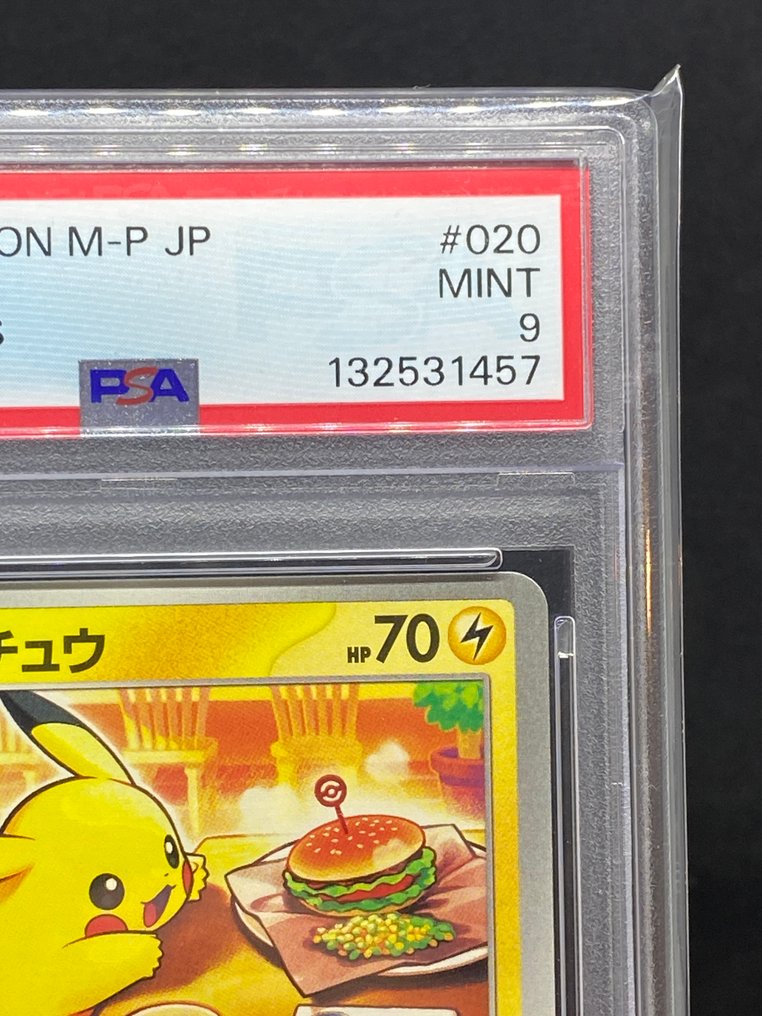 ON M-P JP
#020
MINT
S
9
PSA
132531457
チュウ
HP70